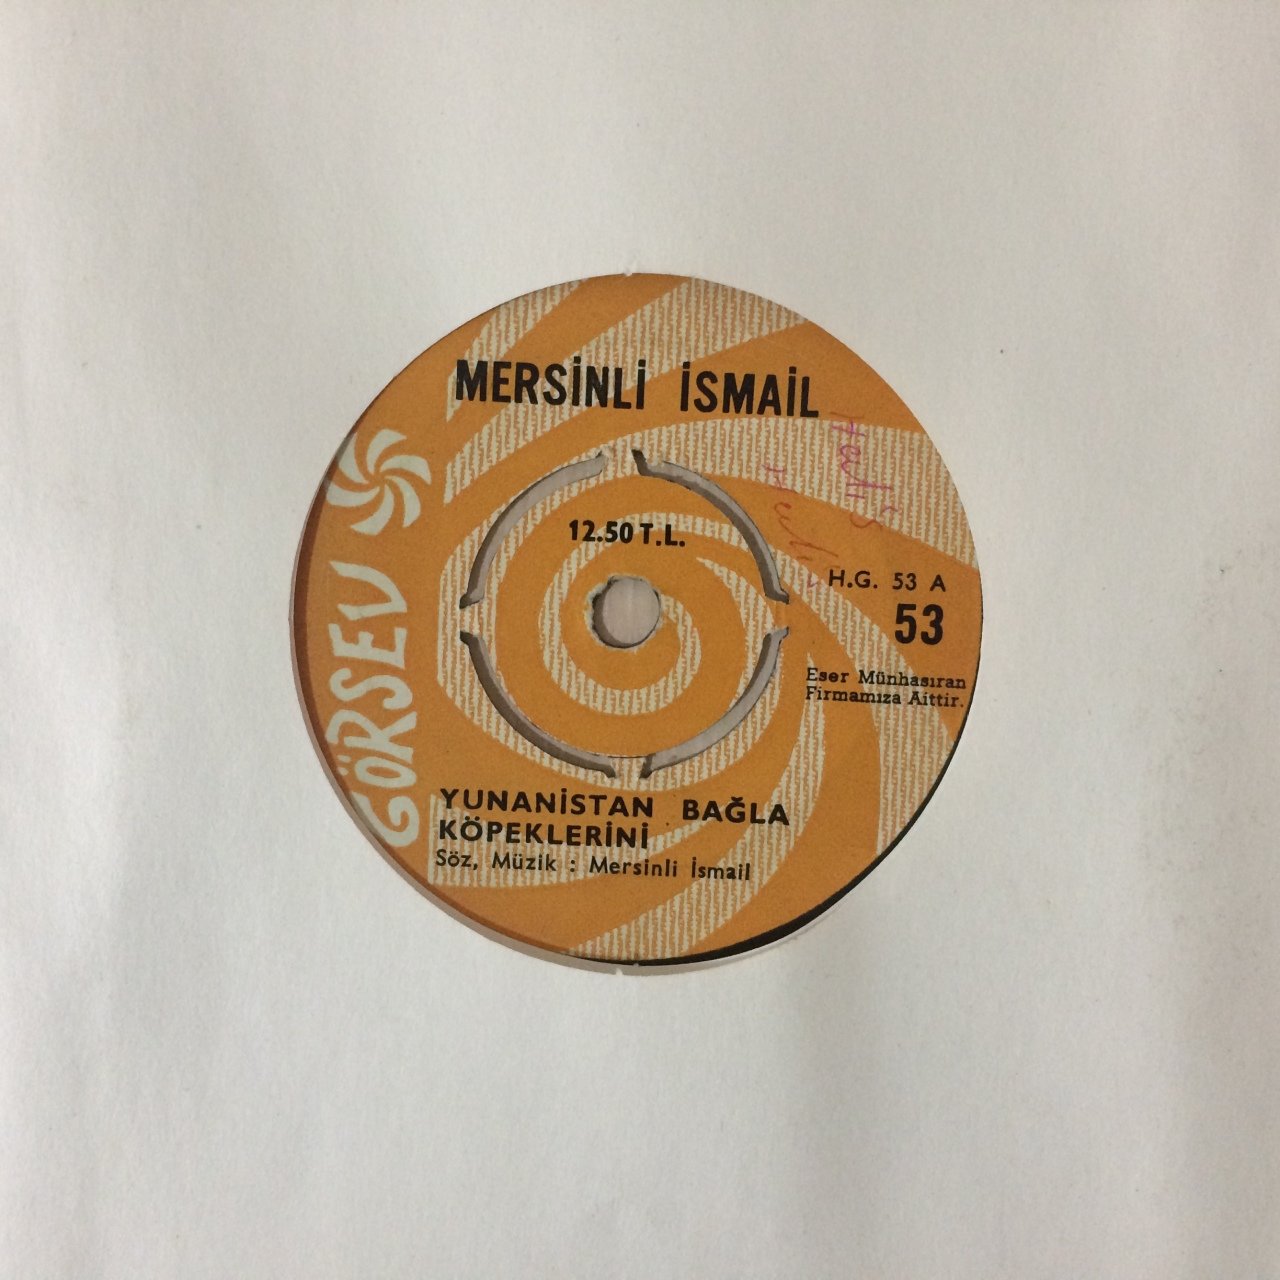 MERSİNLİ İSMAİL
GÖRSEV
12.50 T.L.
H.G. 53 A
53
Eser Münhasıran
Firmamıza Aittir.
YUNANİSTAN BAĞLA
KÖPEKLERİNİ
Söz, Müzik : Mersinli İsmail